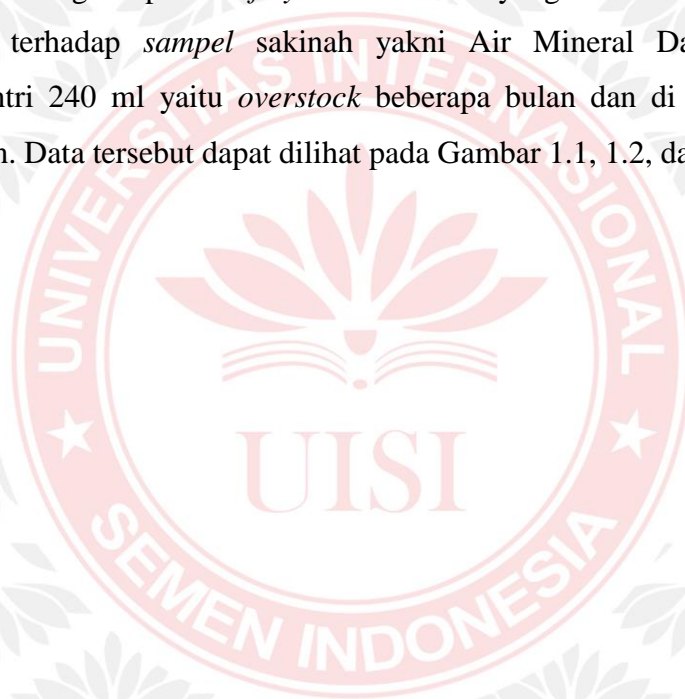 terhadap sampel sakinah yakni Air Mineral Da
240 ml yaitu overstock beberapa bulan dan di
Data tersebut dapat dilihat pada Gambar 1.1, 1.2, da
UNIVERSITAS INTERNASIONAL
UISI
SEMEN INDONESIA